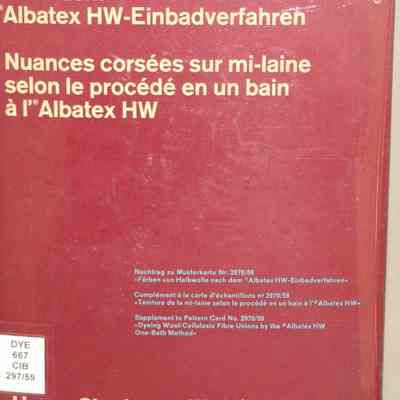 ®Albatex HW-Einbadverfahren
Nuances corsées sur mi-laine
selon le procédé en un bain
à l'®Albatex HW
Nachtrag zu Musterkarte Nr. 2970/59
«Färben von Halbwolle nach dem ®Albatex HW-Einbadverfahren»
Complément à la carte d'échantillons nº 2970/59
«Teinture de la mi-laine selon le procédé en un bain à l'®Albatex HW»
Supplement to Pattern Card No. 2970/59
«Dyeing Wool/Cellulosic Fibre Unions by the ®Albatex HW
One-Bath Method»
DYE
667
CIB
297/59